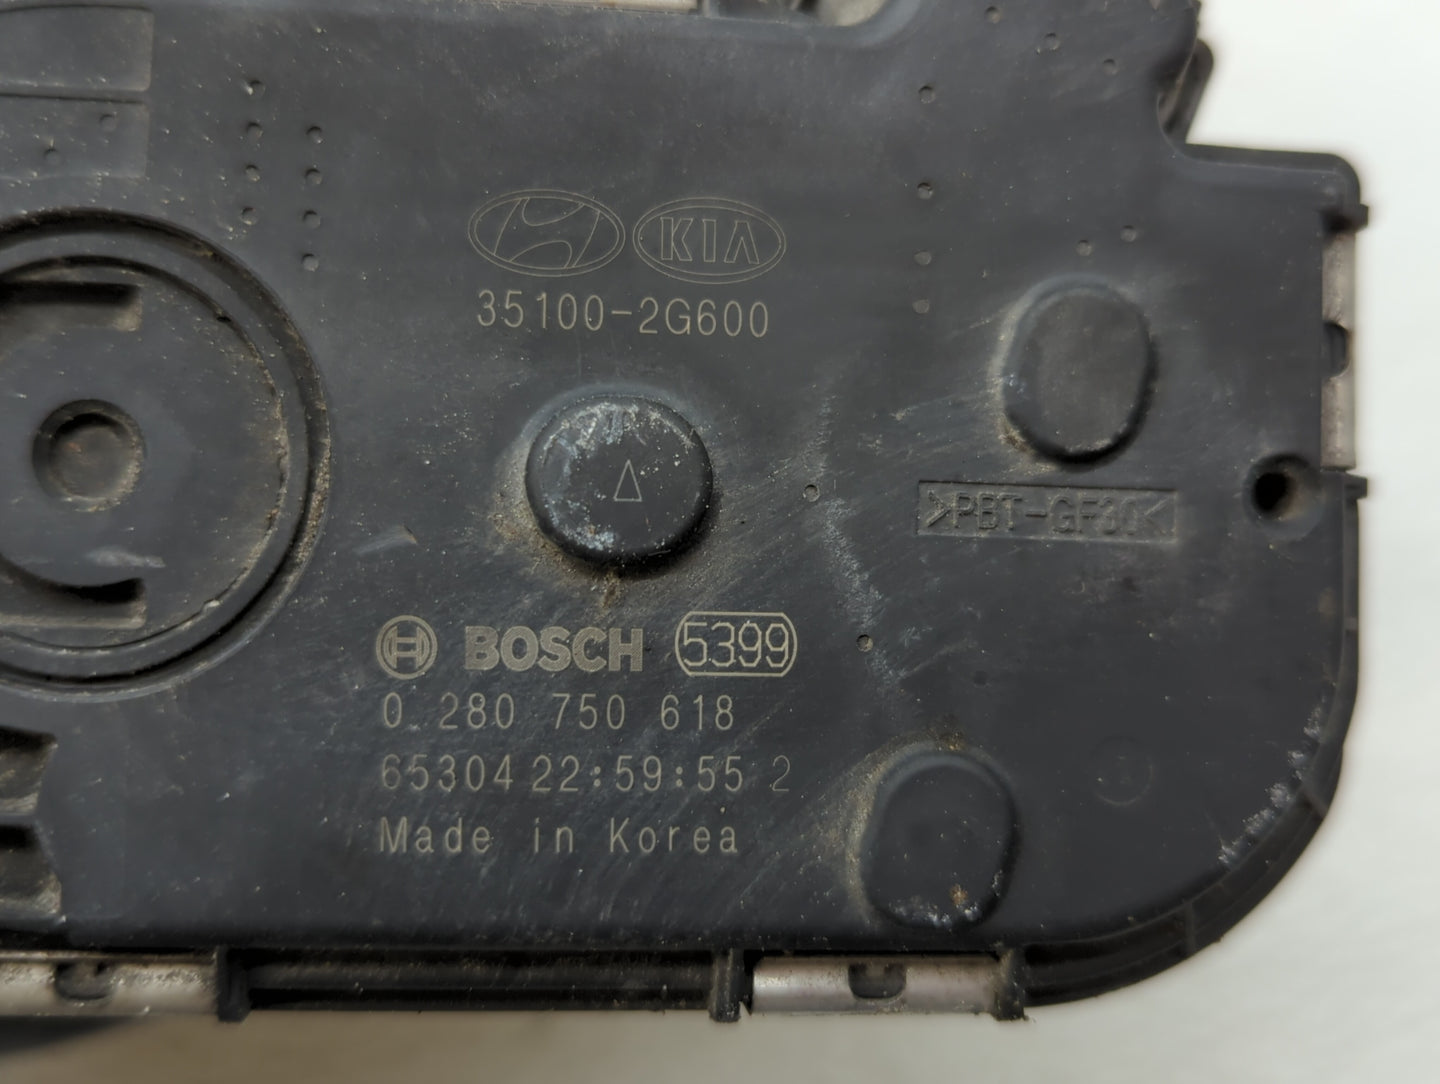 KIA
35100-2G600
>PBT-GF30<
BOSCH 5399
0 280 750 618
65304 22:59:55 2
Made in Korea